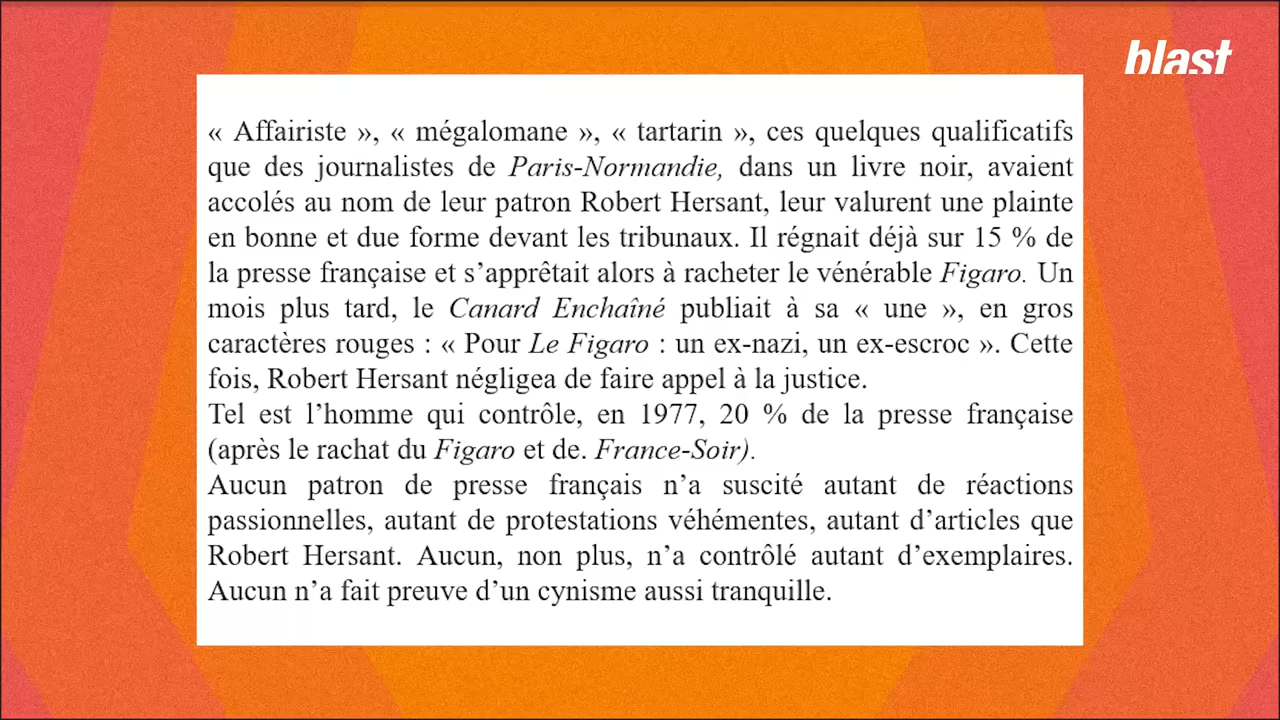 blast
« Affairiste », « mégalomane », « tartarin », ces quelques qualificatifs
que des journalistes de Paris-Normandie, dans un livre noir, avaient
accolés au nom de leur patron Robert Hersant, leur valurent une plainte
en bonne et due forme devant les tribunaux. Il régnait déjà sur 15 % de
la presse française et s’apprêtait alors à racheter le vénérable Figaro. Un
mois plus tard, le Canard Enchaîné publiait à sa « une », en gros
caractères rouges : « Pour Le Figaro : un ex-nazi, un ex-escroc ». Cette
fois, Robert Hersant négligea de faire appel à la justice.
Tel est l’homme qui contrôle, en 1977, 20 % de la presse française
(après le rachat du Figaro et de. France-Soir).
Aucun patron de presse français n’a suscité autant de réactions
passionnelles, autant de protestations véhémentes, autant d’articles que
Robert Hersant. Aucun, non plus, n’a contrôlé autant d’exemplaires.
Aucun n’a fait preuve d’un cynisme aussi tranquille.